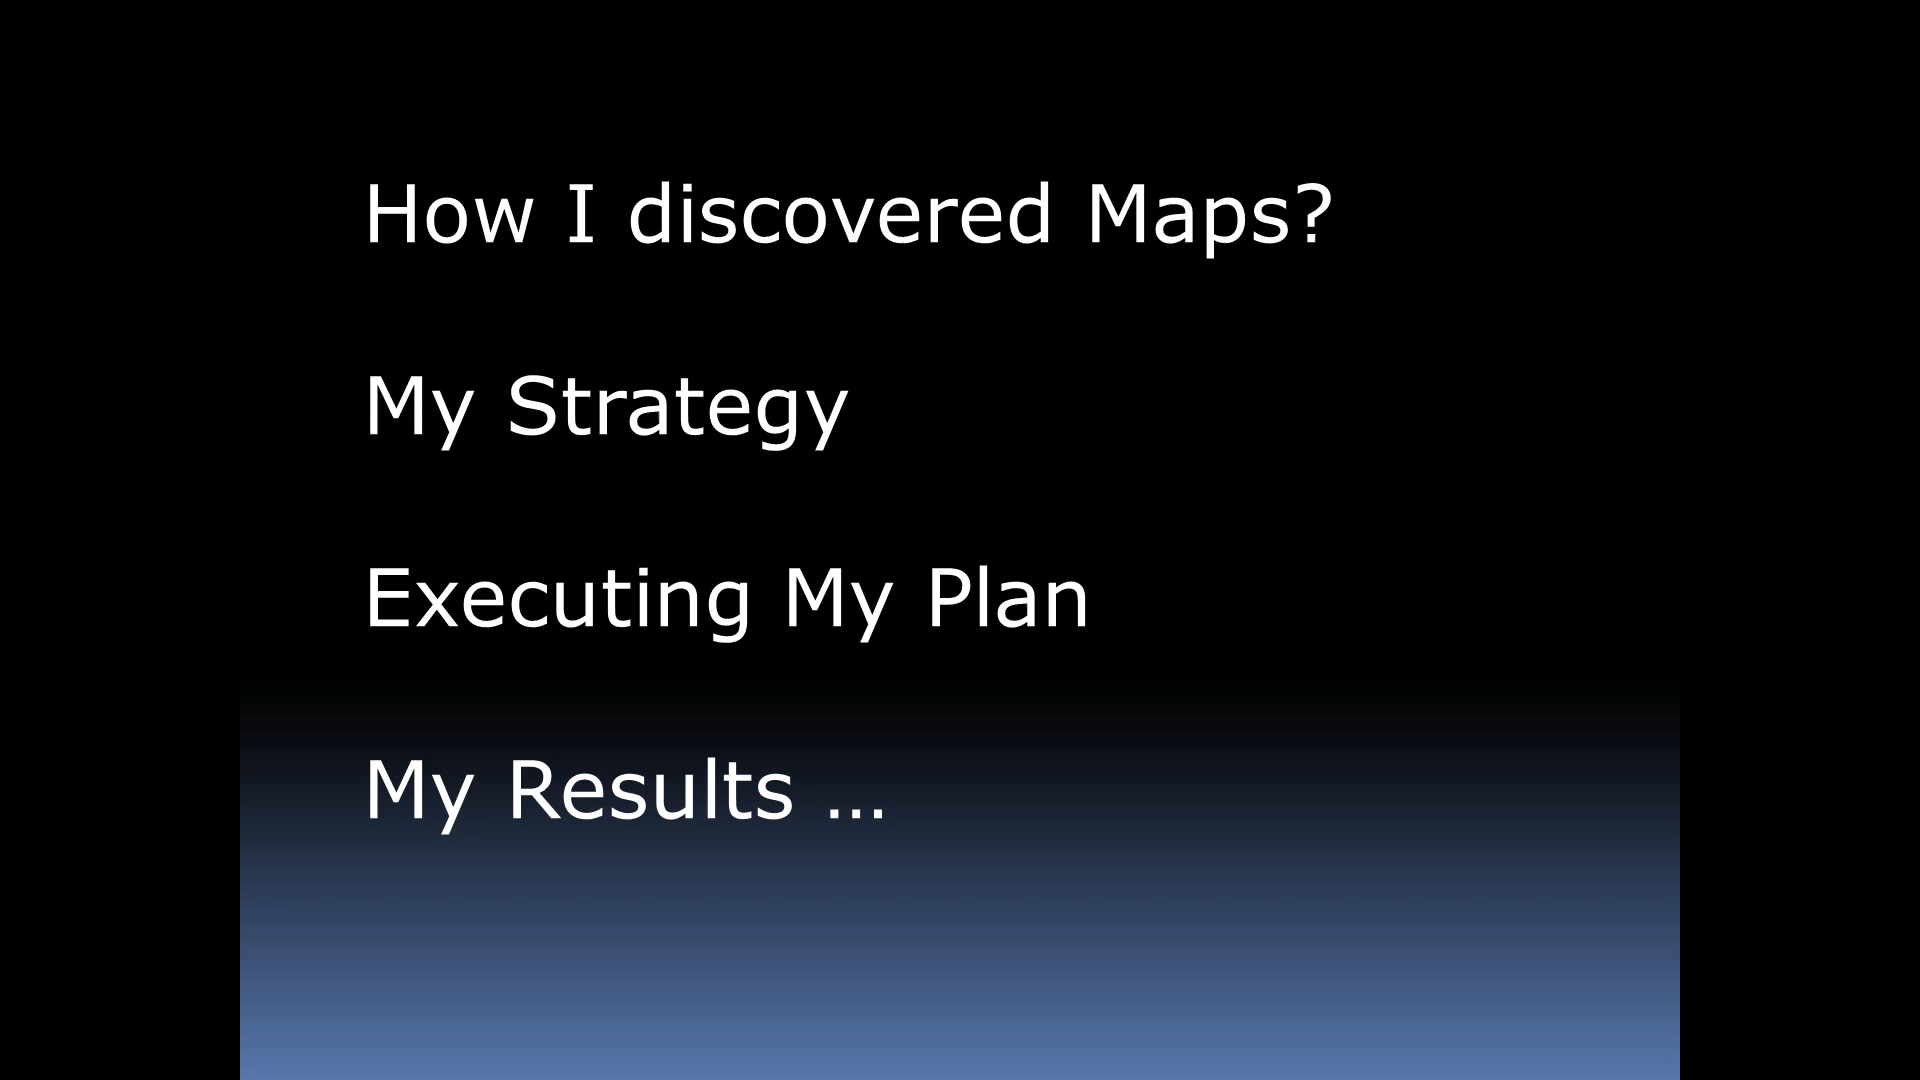 How I discovered Maps?
My Strategy
Executing My Plan
My Results ...